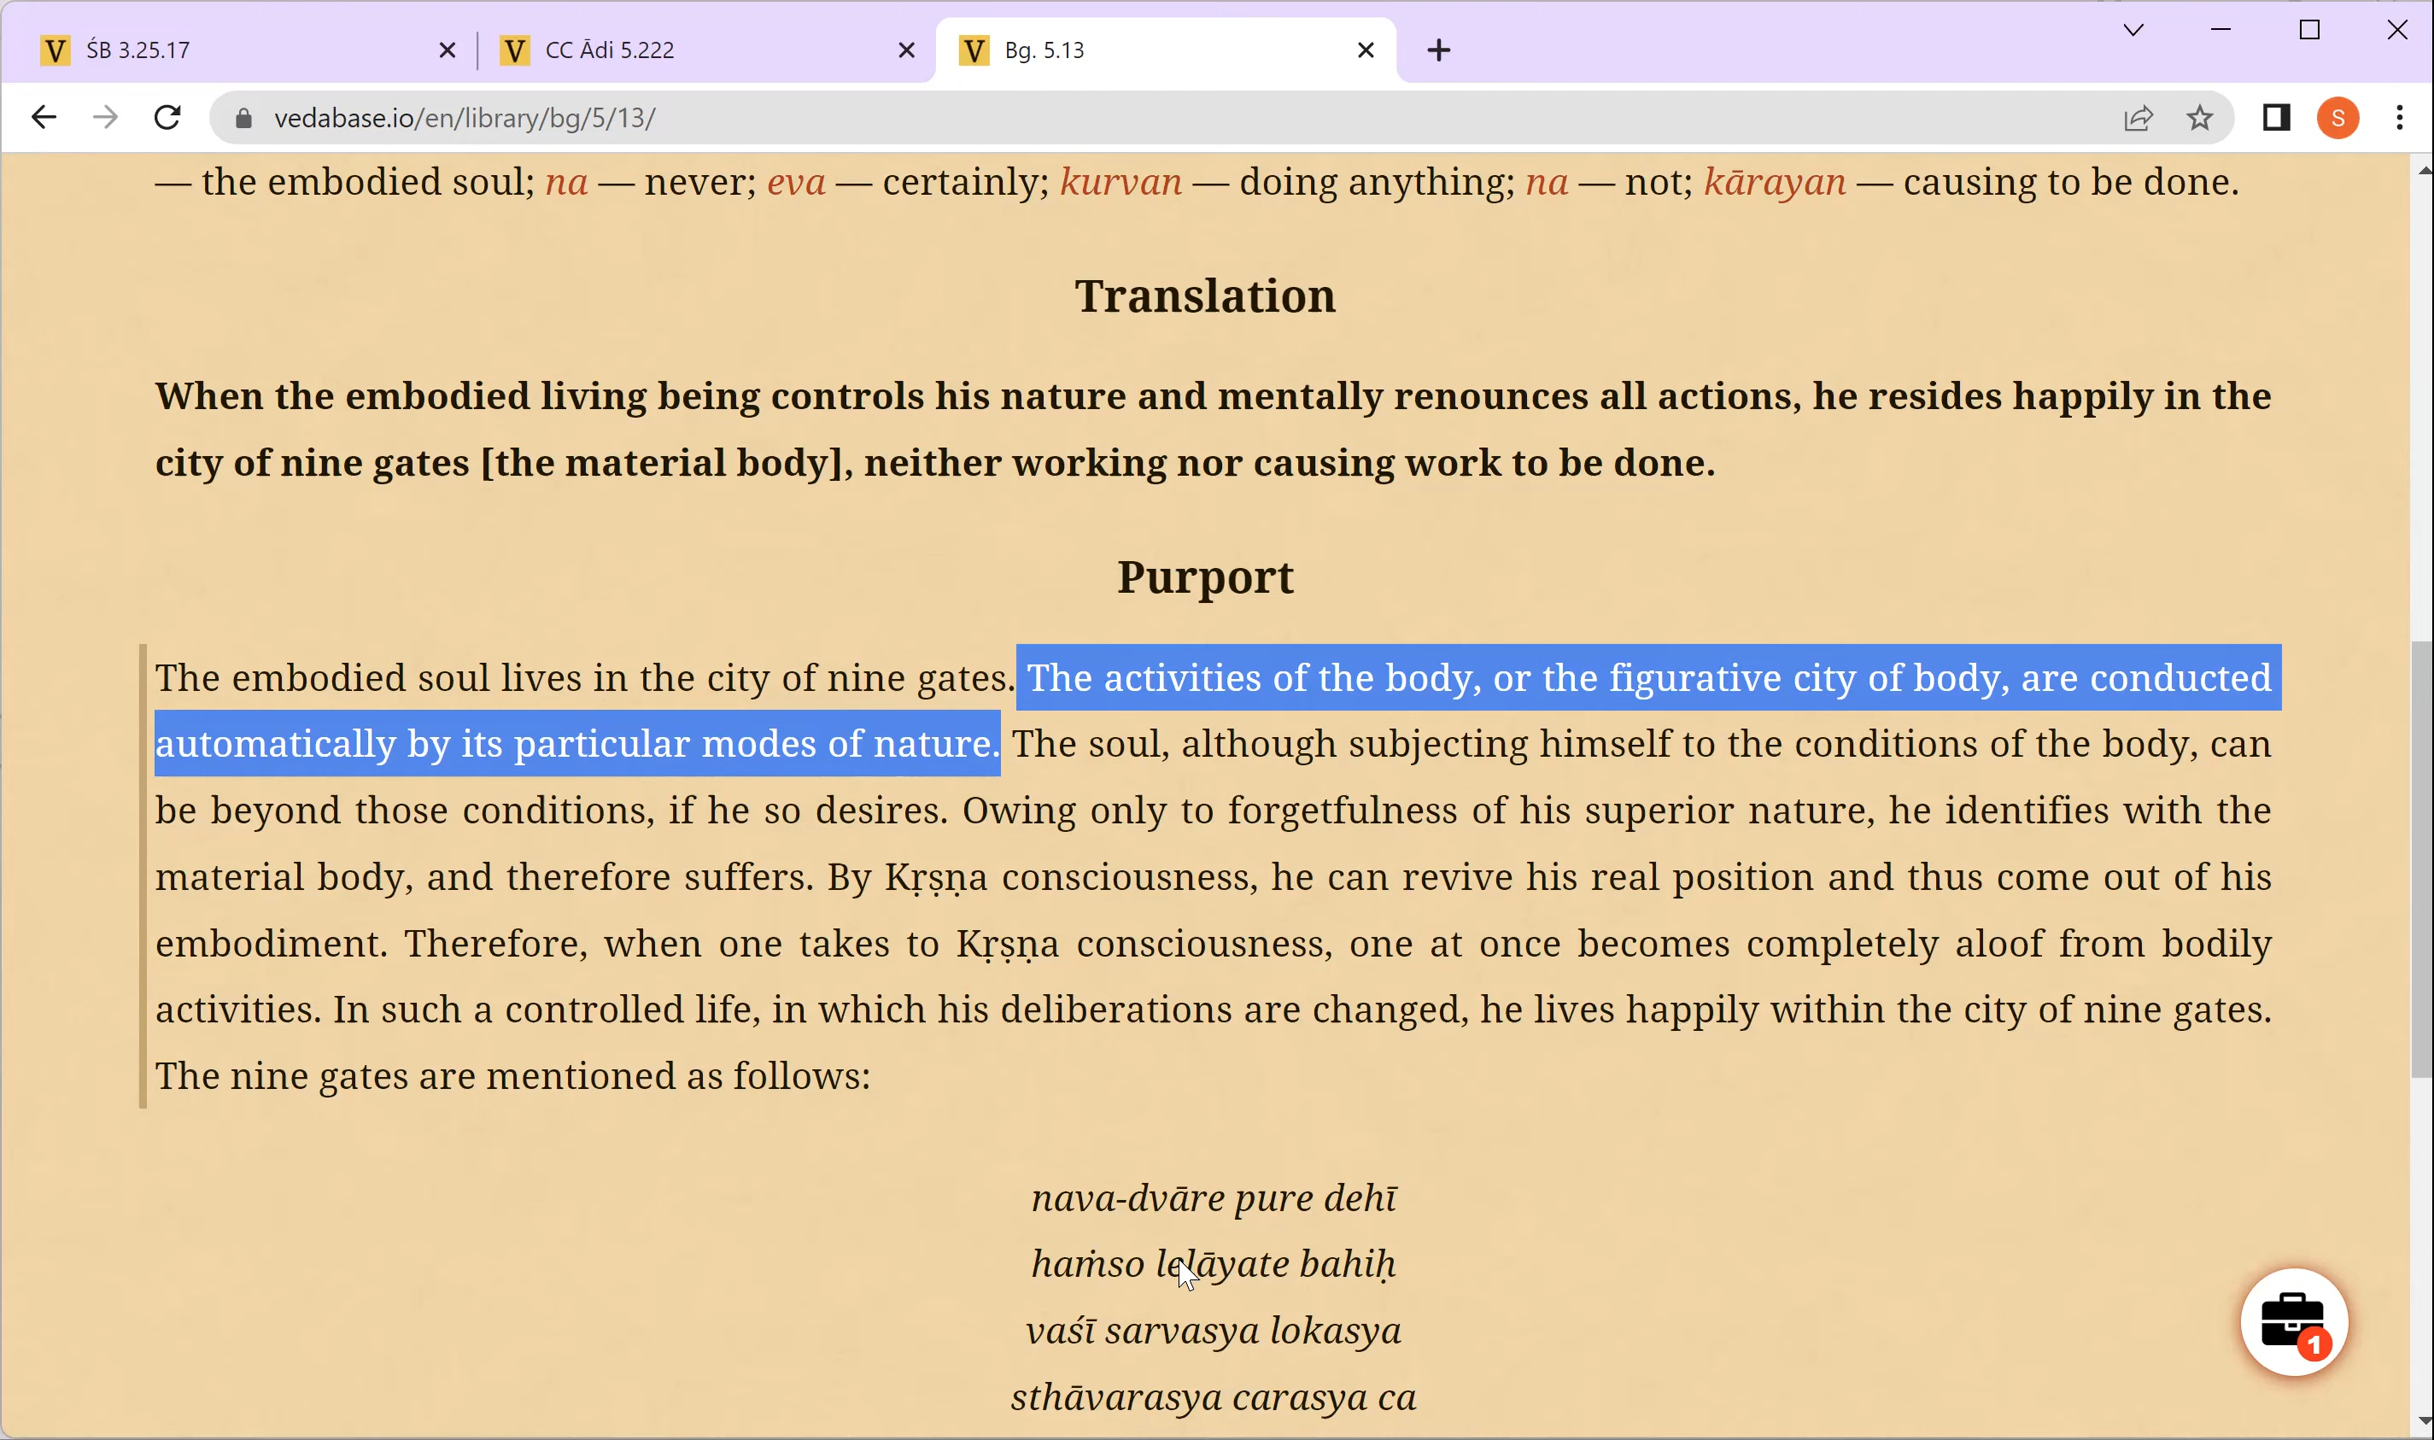 V ŚB 3.25.17
V CC Ādi 5.222
V Bg. 5.13
vedabase.io/en/library/bg/5/13/
S
— the embodied soul; na — never; eva — certainly; kurvan — doing anything; na — not; kārayan — causing to be done.
Translation
When the embodied living being controls his nature and mentally renounces all actions, he resides happily in the
city of nine gates [the material body], neither working nor causing work to be done.
Purport
The embodied soul lives in the city of nine gates. The activities of the body, or the figurative city of body, are conducted
automatically by its particular modes of nature. The soul, although subjecting himself to the conditions of the body, can
be beyond those conditions, if he so desires. Owing only to forgetfulness of his superior nature, he identifies with the
material body, and therefore suffers. By Kṛṣṇa consciousness, he can revive his real position and thus come out of his
embodiment. Therefore, when one takes to Kṛṣṇa consciousness, one at once becomes completely aloof from bodily
activities. In such a controlled life, in which his deliberations are changed, he lives happily within the city of nine gates.
The nine gates are mentioned as follows:
nava-dvāre pure dehī
haṁso lelāyate bahiḥ
vaśī sarvasya lokasya
sthāvarasya carasya ca
1